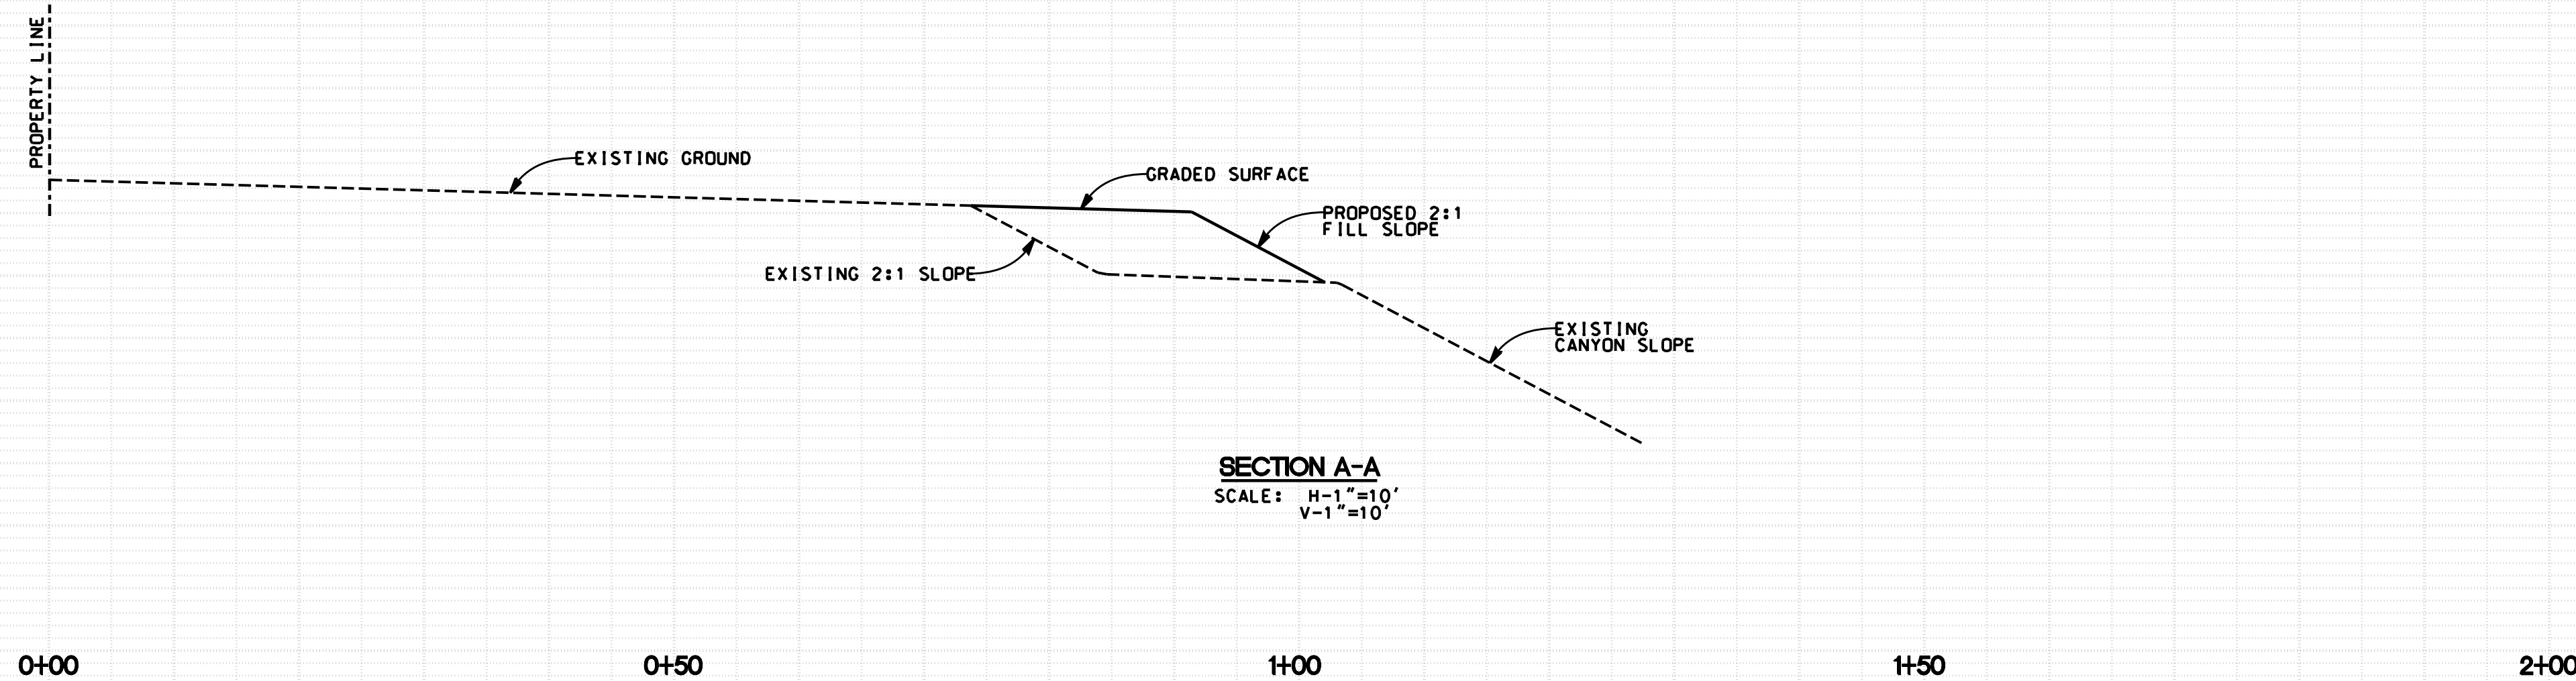 PROPERTY LINE
EXISTING GROUND
GRADED SURFACE
PROPOSED 2:1
FILL SLOPE
EXISTING 2:1 SLOPE
EXISTING
CANYON SLOPE
SECTION A-A
SCALE: H-1"=10'
V-1"=10'
0+00 0+50 1+00 1+50 2+00